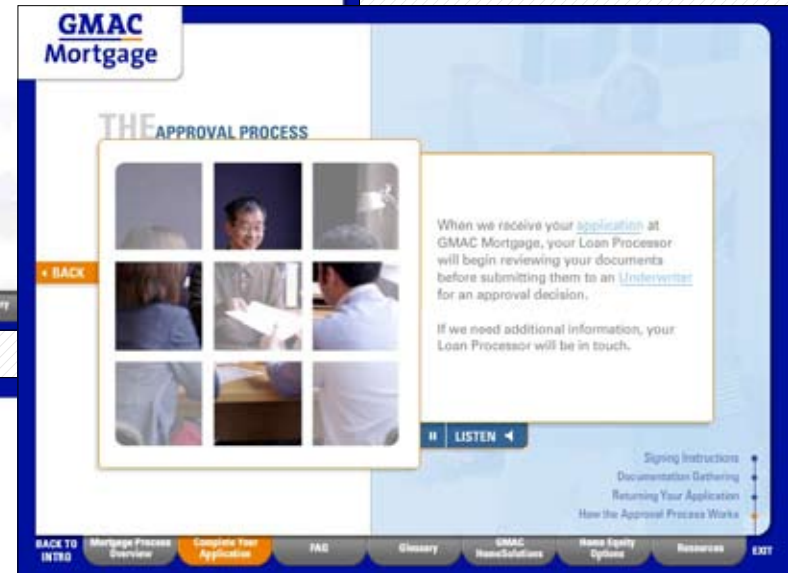 GMAC
Mortgage
THE APPROVAL PROCESS
BACK
When we receive your application at
GMAC Mortgage, your Loan Processor
will begin reviewing your documents
before submitting them to an Underwriter
for an approval decision.
If we need additional information, your
Loan Processor will be in touch.
LISTEN
Signing Instructions
Documentation Gathering
Returning Your Application
How the Approval Process Works
BACK TO
INTRO
Mortgage Process
Overview
Complete Your
Application
FAQ
Glossary
GMAC
HomeSolutions
Home Equity
Options
Resources
EXIT